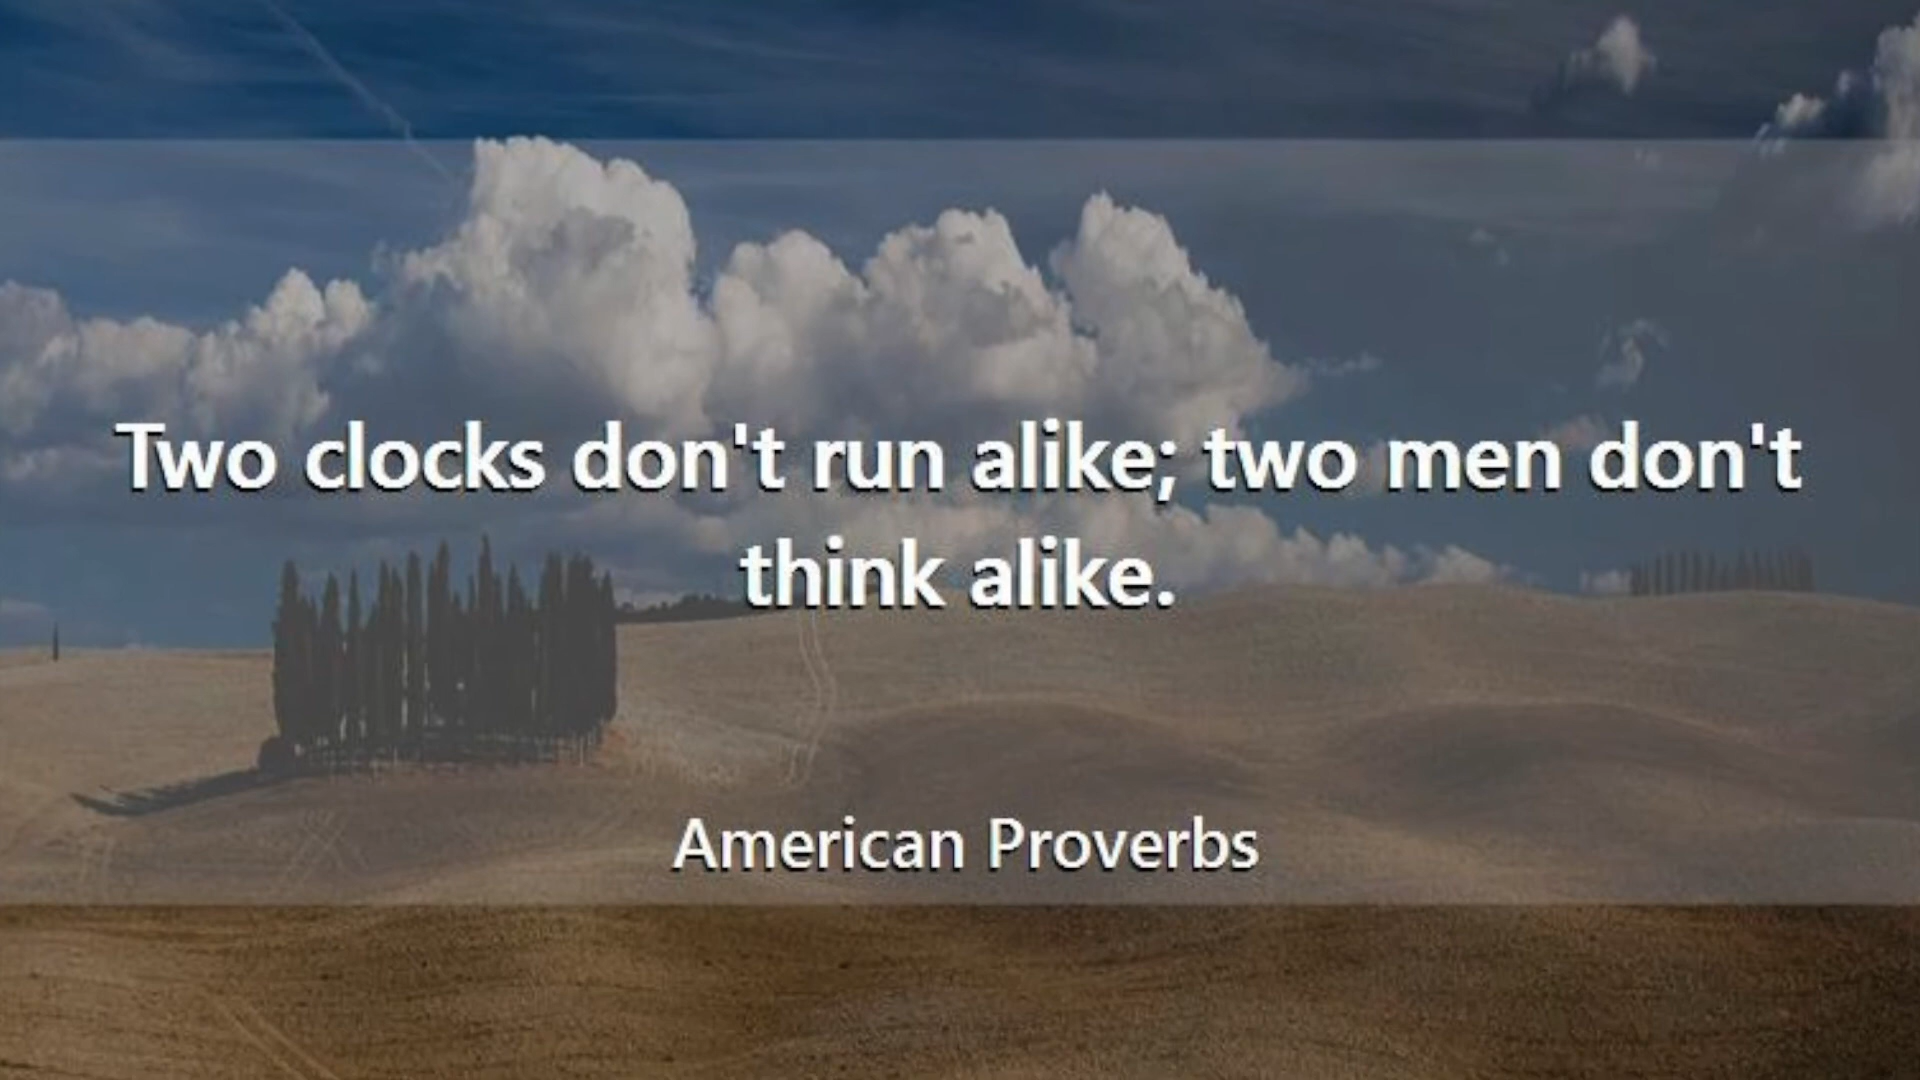 Two clocks don't run alike; two men don't
think alike.
American Proverbs